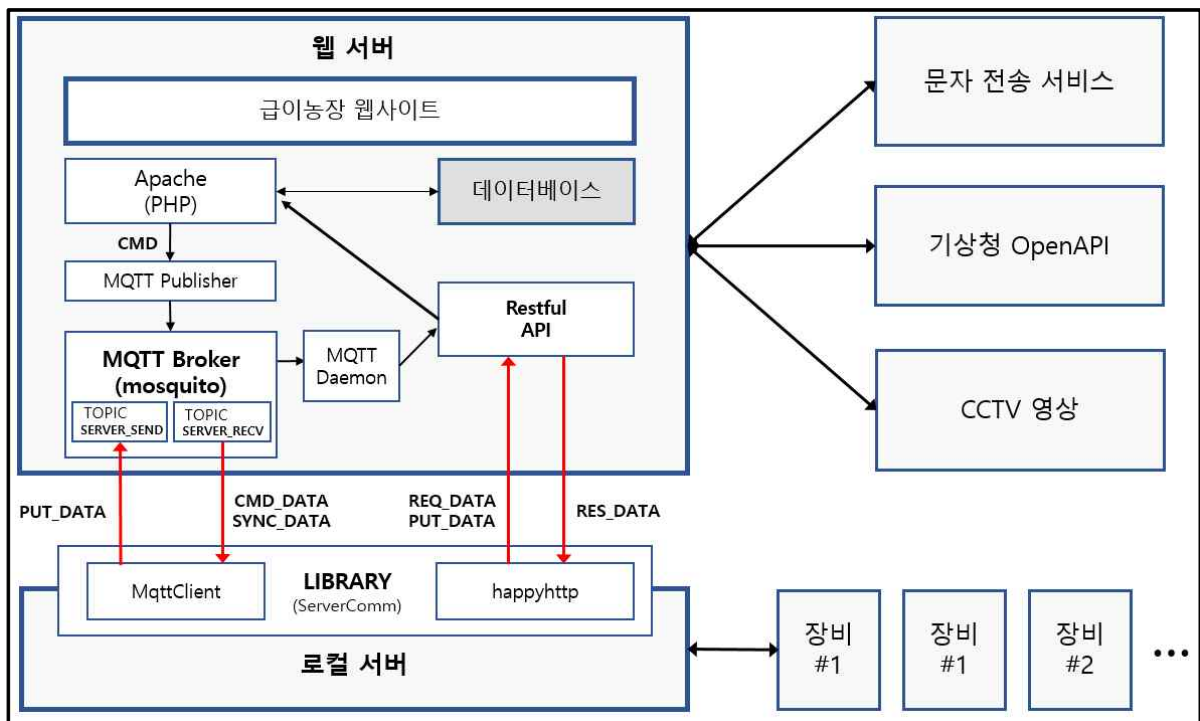 웹 서버
급이농장 웹사이트
Apache
(PHP)
데이터베이스
CMD
MQTT Publisher
MQTT Broker
(mosquito)
TOPIC
SERVER_SEND
TOPIC
SERVER_RECV
MQTT
Daemon
Restful
API
문자 전송 서비스
기상청 OpenAPI
CCTV 영상
PUT_DATA
CMD_DATA
SYNC_DATA
REQ_DATA
PUT_DATA
RES_DATA
MqttClient
LIBRARY
(ServerComm)
happyhttp
로컬 서버
장비
#1
장비
#1
장비
#2
...